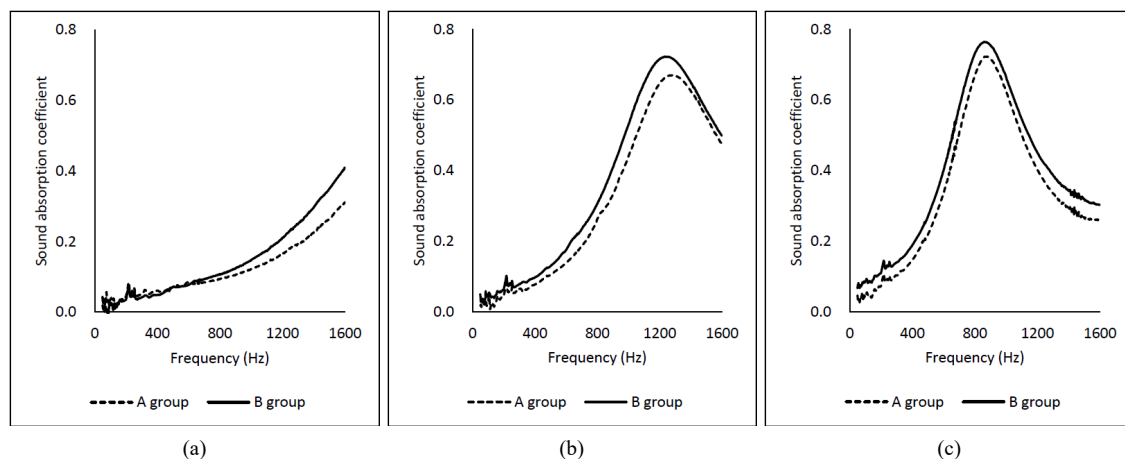 0.8
0.6
0.4
0.2
0.0
0 400 800 1200 1600
Sound absorption coefficient
Frequency (Hz)
A group B group
(a)
0.8
0.6
0.4
0.2
0.0
0 400 800 1200 1600
Sound absorption coefficient
Frequency (Hz)
A group B group
(b)
0.8
0.6
0.4
0.2
0.0
0 400 800 1200 1600
Sound absorption coefficient
Frequency (Hz)
A group B group
(c)